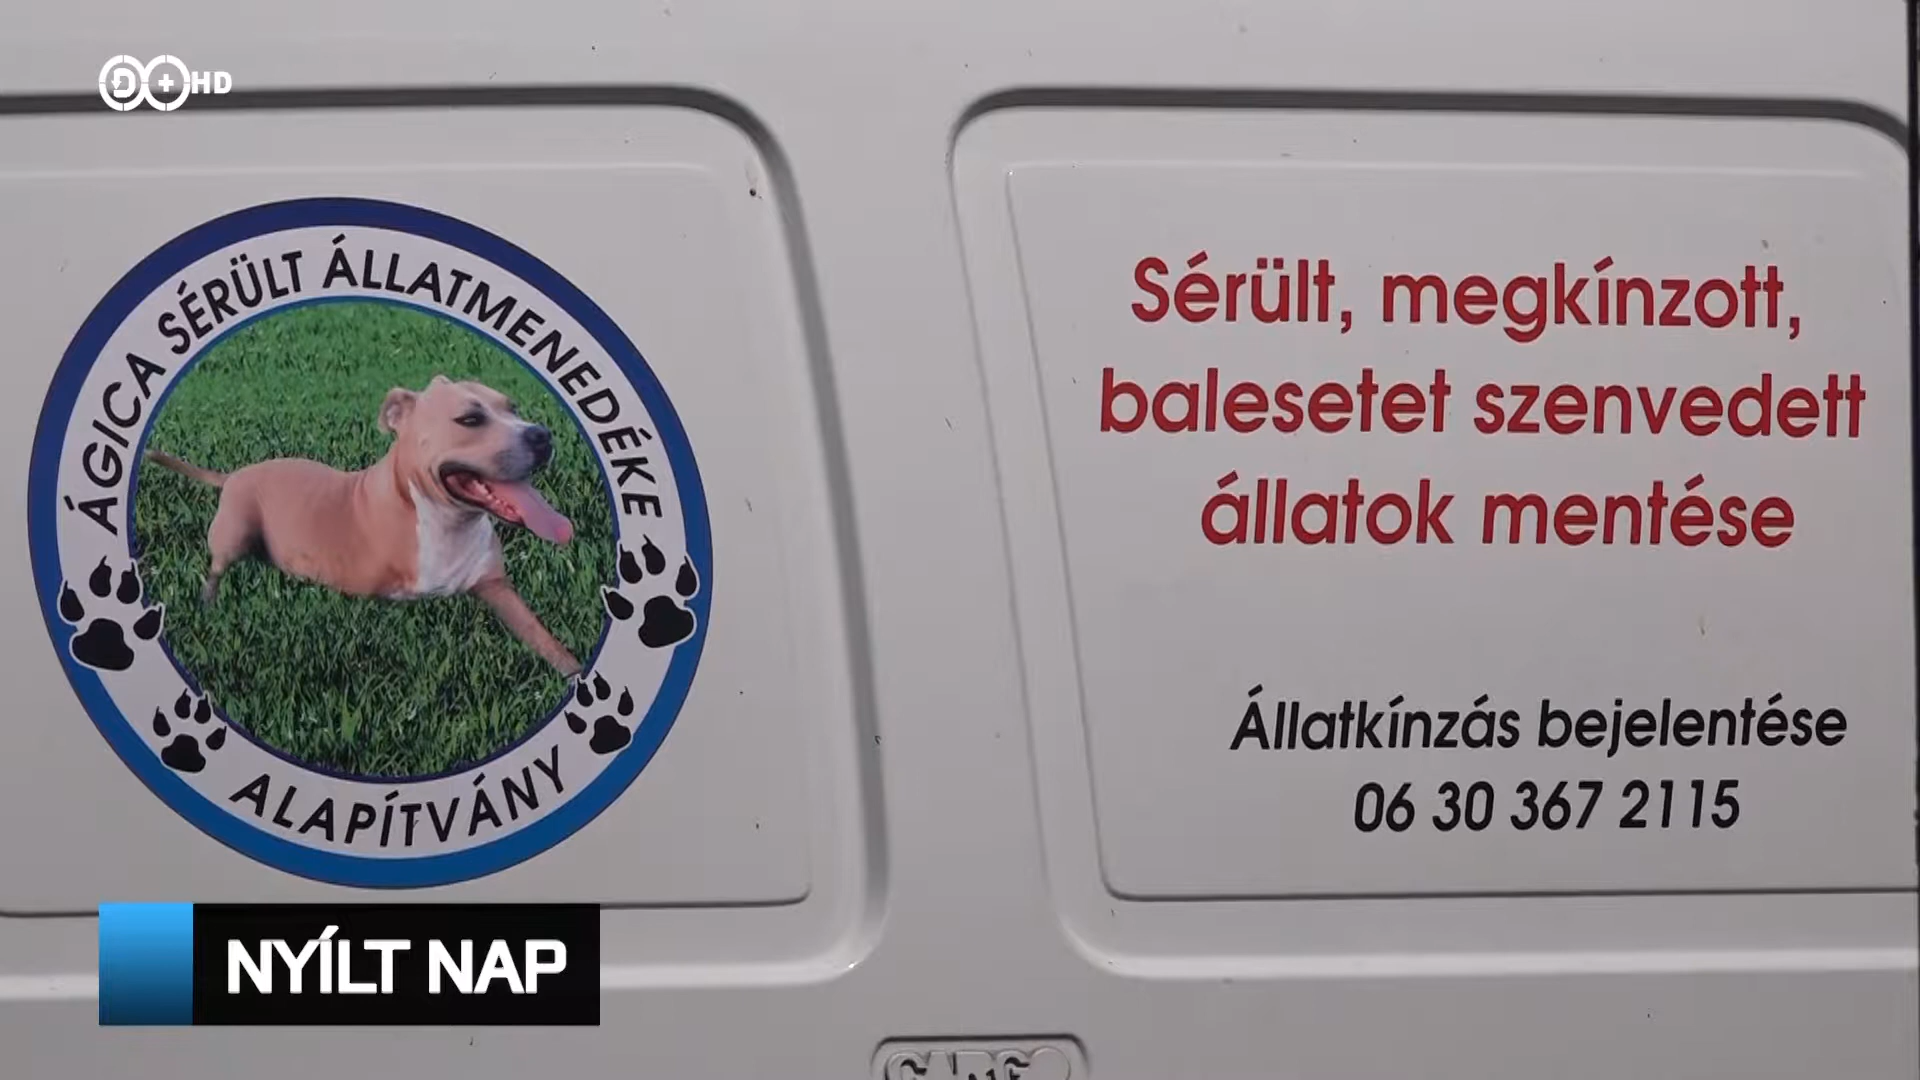 D+HD
ÁGICA SÉRÜLT ÁLLATMENEDÉKE
ALAPÍTVÁNY
Sérült, megkínzott,
balesetet szenvedett
állatok mentése
Állatkínzás bejelentése
06 30 367 2115
NYÍLT NAP
CARGO